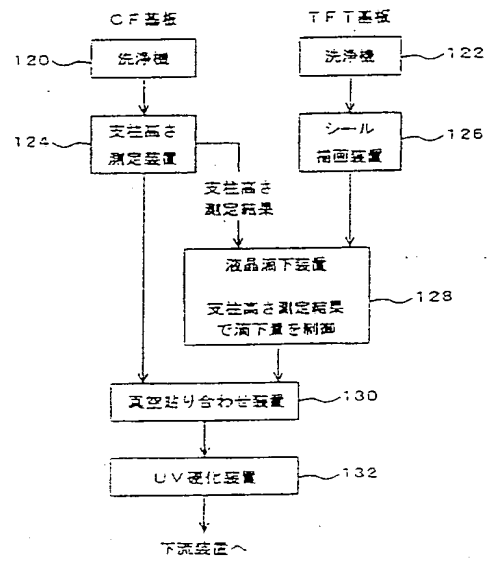 CF基板
TFT基板
120
洗浄機
洗浄機
122
124
支柱高さ
測定装置
シール
描画装置
126
支柱高さ
測定結果
液晶滴下装置
支柱高さ測定結果
で滴下量を制御
128
真空貼り合わせ装置
130
UV硬化装置
132
下流装置へ